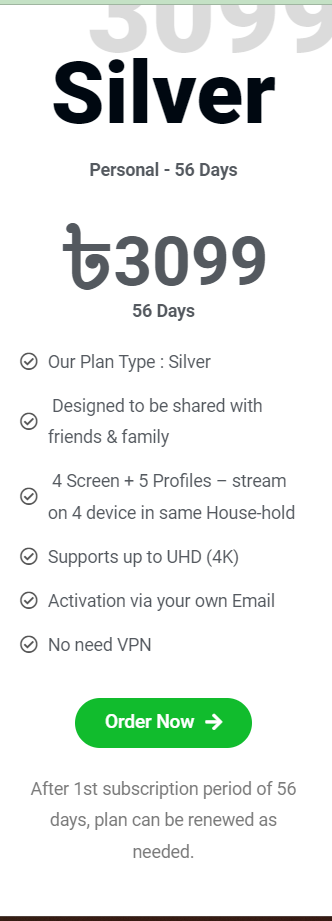 3099
Silver
Personal - 56 Days
৳3099
56 Days
Our Plan Type : Silver
Designed to be shared with
friends & family
4 Screen + 5 Profiles – stream
on 4 device in same House-hold
Supports up to UHD (4K)
Activation via your own Email
No need VPN
Order Now →
After 1st subscription period of 56
days, plan can be renewed as
needed.